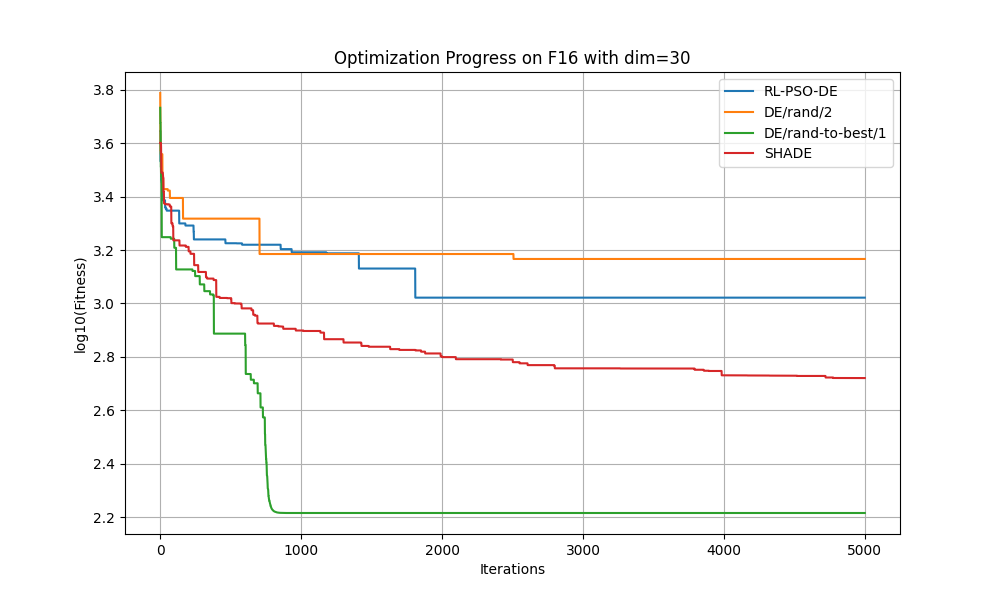 Optimization Progress on F16 with dim=30
RL-PSO-DE
DE/rand/2
DE/rand-to-best/1
SHADE
log10(Fitness)
3.8
3.6
3.4
3.2
3.0
2.8
2.6
2.4
2.2
0
1000
2000
3000
4000
5000
Iterations